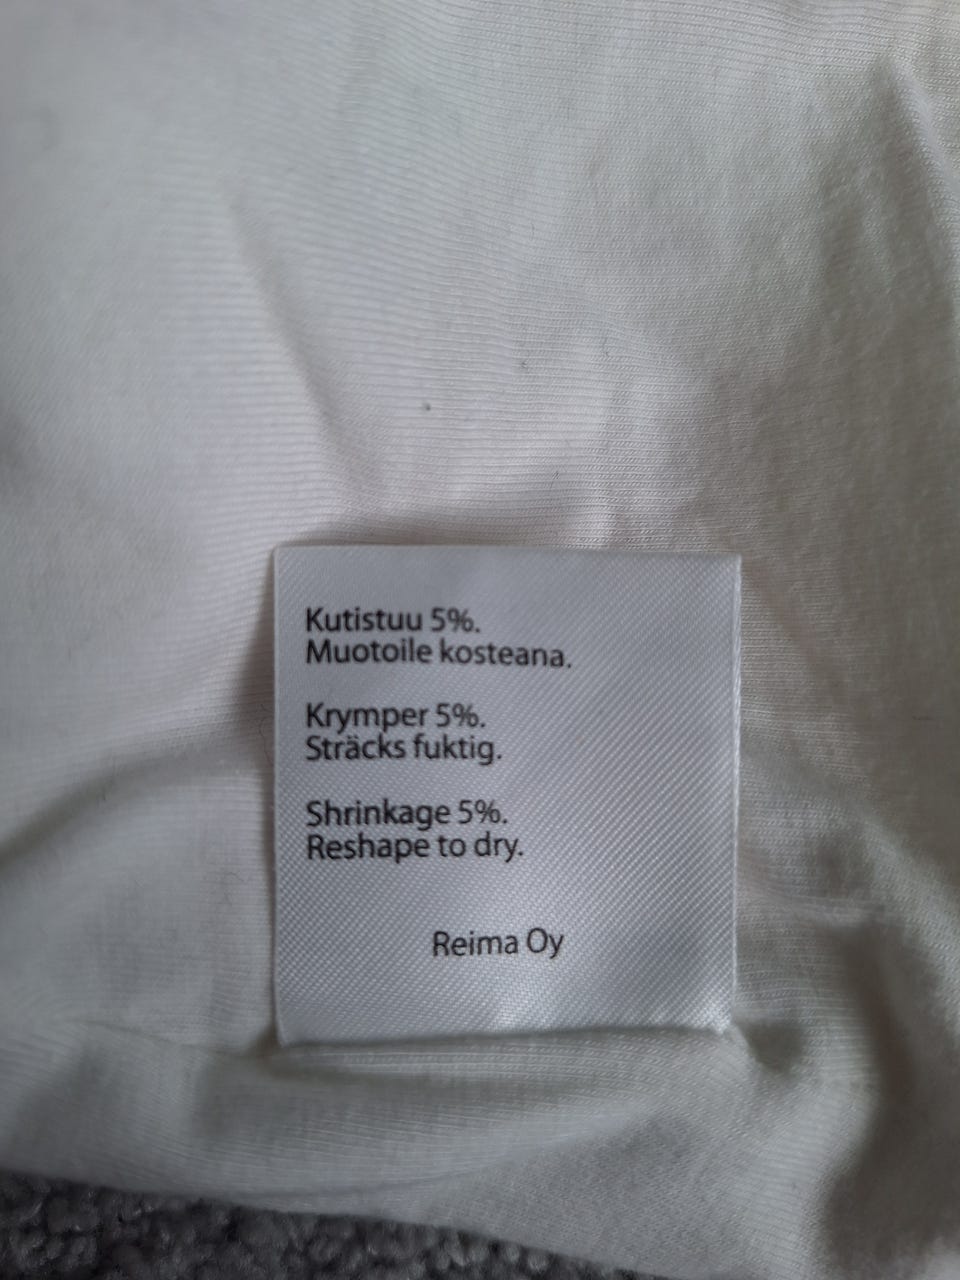 Kutistuu 5%.
Muotoile kosteana.
Krymper 5%.
Sträcks fuktig.
Shrinkage 5%.
Reshape to dry.
Reima Oy